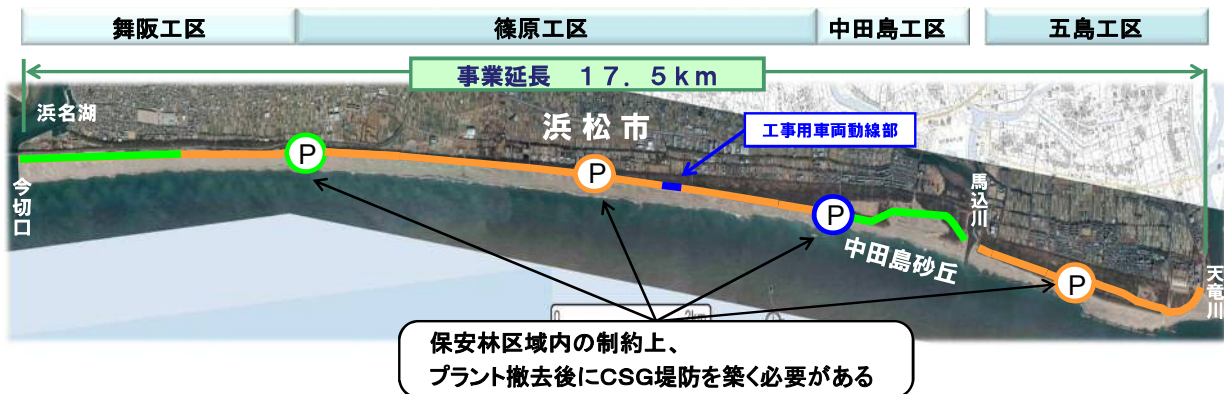 舞阪工区
篠原工区
中田島工区
五島工区
事業延長 17.5km
浜名湖
浜松市
工事用車両動線部
今切口
P
P
P
P
馬込川
中田島砂丘
天竜川
0
2km
保安林区域内の制約上、
プラント撤去後にCSG堤防を築く必要がある